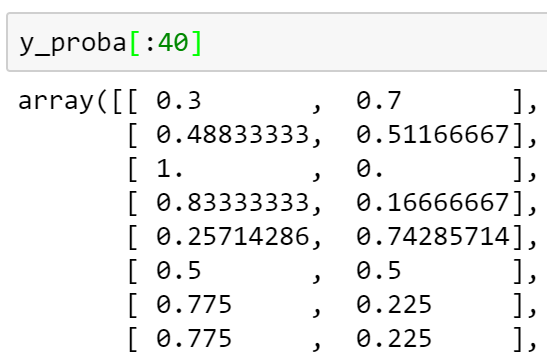 y_proba[:40]
array([[ 0.3       ,  0.7       ],
       [ 0.48833333,  0.51166667],
       [ 1.        ,  0.        ],
       [ 0.83333333,  0.16666667],
       [ 0.25714286,  0.74285714],
       [ 0.5       ,  0.5       ],
       [ 0.775     ,  0.225     ],
       [ 0.775     ,  0.225     ],